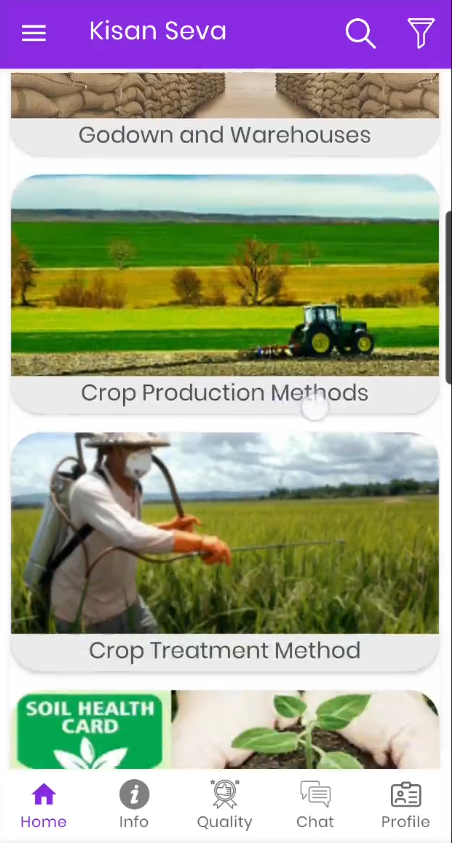 Kisan Seva
Godown and Warehouses
Crop Production Methods
Crop Treatment Method
SOIL HEALTH
CARD
Home
Info
Quality
Chat
Profile